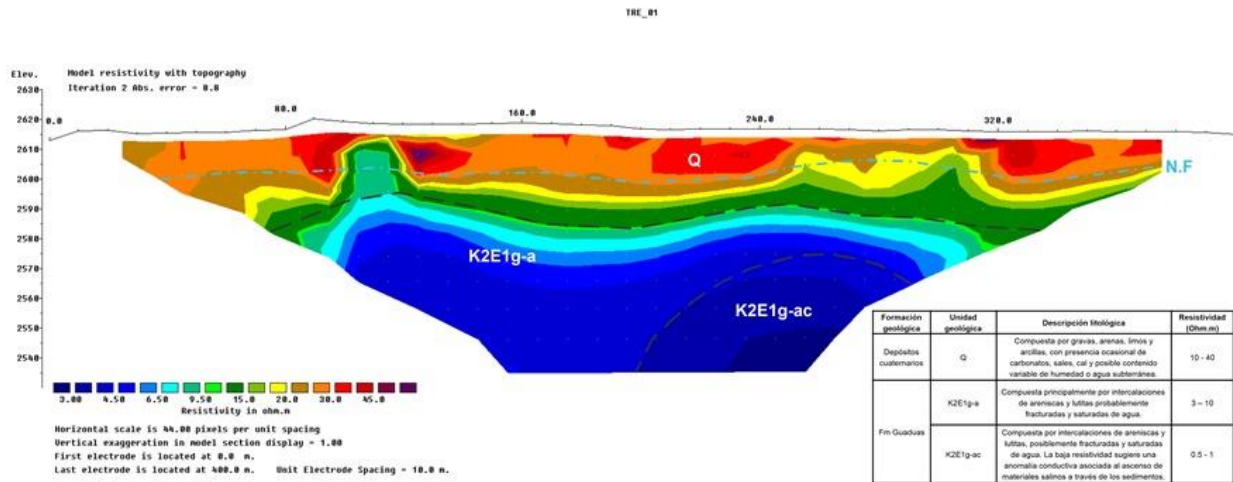 TRE_01
Elev.
Model resistivity with topography
Iteration 2 Abs. error = 8.8
2630
2620
2610
2600
2590
2580
2570
2560
2550
2540
0.0
80.0
160.0
240.0
320.0
Q
N.F
K2E1g-a
K2E1g-ac
3.00 4.50 6.50 9.50 15.0 20.0 30.0 45.0
Resistivity in ohm.m
Horizontal scale is 44.00 pixels per unit spacing
Vertical exaggeration in model section display = 1.00
First electrode is located at 0.0 m.
Last electrode is located at 400.0 m. Unit Electrode Spacing = 10.0 m.
Formación geológica
Unidad geológica
Descripción litológica
Resistividad (Ohm.m)
Depósitos cuaternarios
Q
Compuesta por gravas, arenas, limos y
arcillas, con presencia ocasional de
carbonatos, sales, cal y posible contenido
variable de humedad o agua subterránea.
10 - 40
Fm Guaduas
K2E1g-a
Compuesta principalmente por intercalaciones
de areniscas y lutitas probablemente
fracturadas y saturadas de agua.
3 – 10
K2E1g-ac
Compuesta por intercalaciones de areniscas y
lutitas, posiblemente fracturadas y saturadas
de agua. La baja resistividad sugiere una
anomalía conductiva asociada al ascenso de
materiales salinos a través de los sedimentos.
0.5 - 1